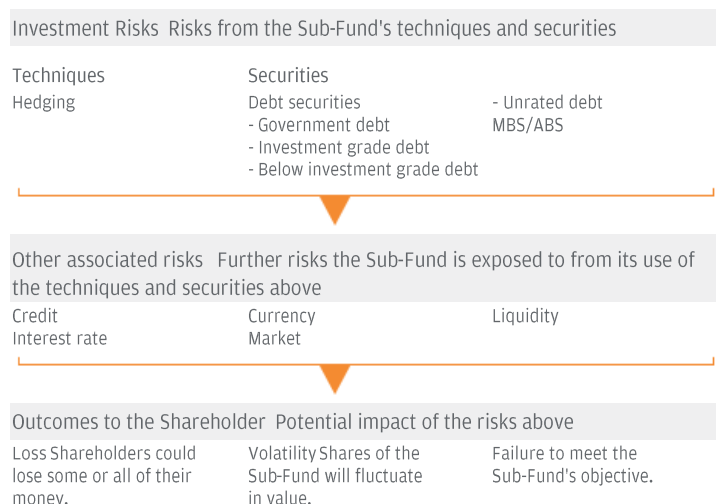 Investment Risks Risks from the Sub-Fund's techniques and securities
Techniques
Hedging
Securities
Debt securities
- Government debt
- Investment grade debt
- Below investment grade debt
- Unrated debt
MBS/ABS
Other associated risks Further risks the Sub-Fund is exposed to from its use of
the techniques and securities above
Credit
Interest rate
Currency
Market
Liquidity
Outcomes to the Shareholder Potential impact of the risks above
Loss Shareholders could
lose some or all of their
money.
Volatility Shares of the
Sub-Fund will fluctuate
in value.
Failure to meet the
Sub-Fund's objective.